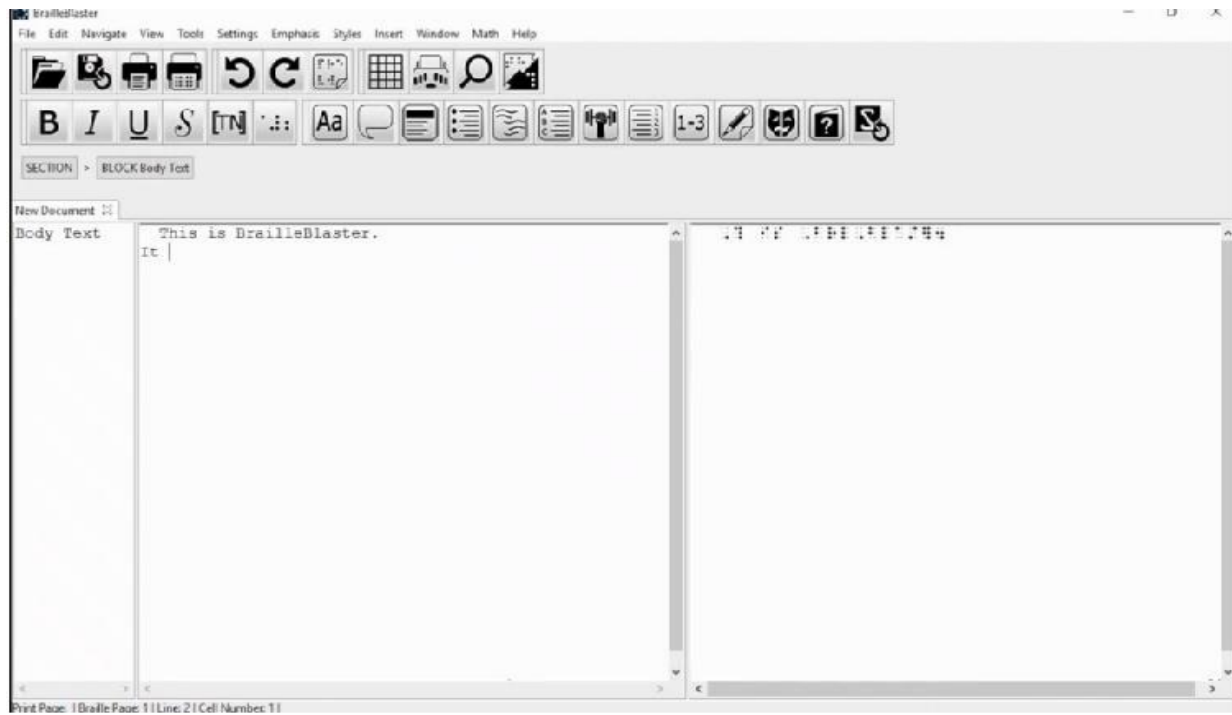 BrailleBlaster
File Edit Navigate View Tools Settings Emphasis Styles Insert Window Math Help
B I U S [TN] Aa 1-3 ?
SECTION > BLOCK Body Text
New Document
Body Text This is BrailleBlaster.
It
Print Page: | Braille Page: 1 | Line: 2 | Cell Number: 1 |